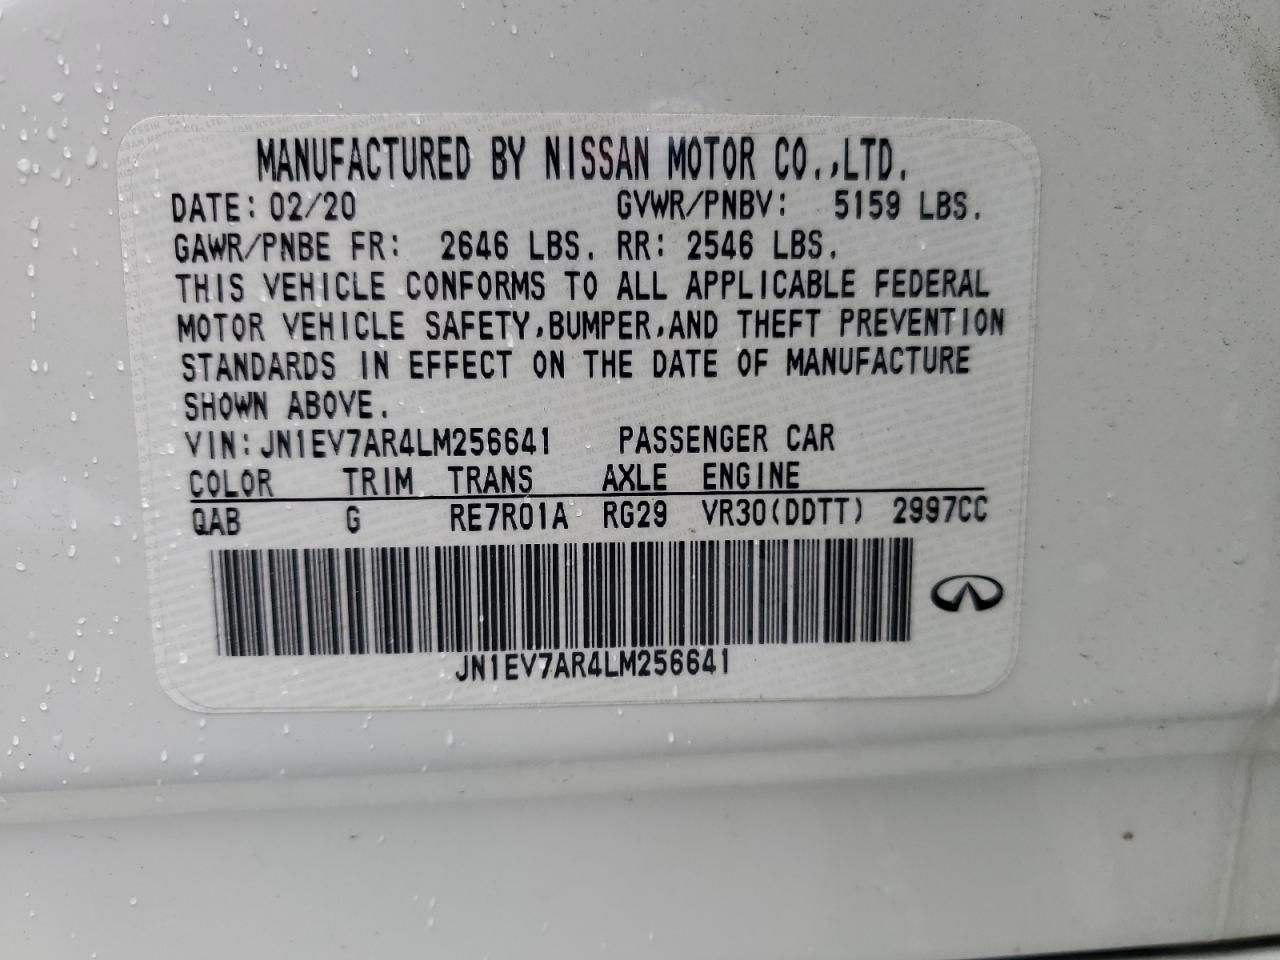 MANUFACTURED BY NISSAN MOTOR CO.,LTD.
DATE: 02/20 GVWR/PNBV: 5159 LBS.
GAWR/PNBE FR: 2646 LBS. RR: 2546 LBS.
THIS VEHICLE CONFORMS TO ALL APPLICABLE FEDERAL
MOTOR VEHICLE SAFETY,BUMPER,AND THEFT PREVENTION
STANDARDS IN EFFECT ON THE DATE OF MANUFACTURE
SHOWN ABOVE.
VIN:JN1EV7AR4LM256641 PASSENGER CAR
COLOR TRIM TRANS AXLE ENGINE
QAB G RE7R01A RG29 VR30(DDTT) 2997CC
JN1EV7AR4LM256641